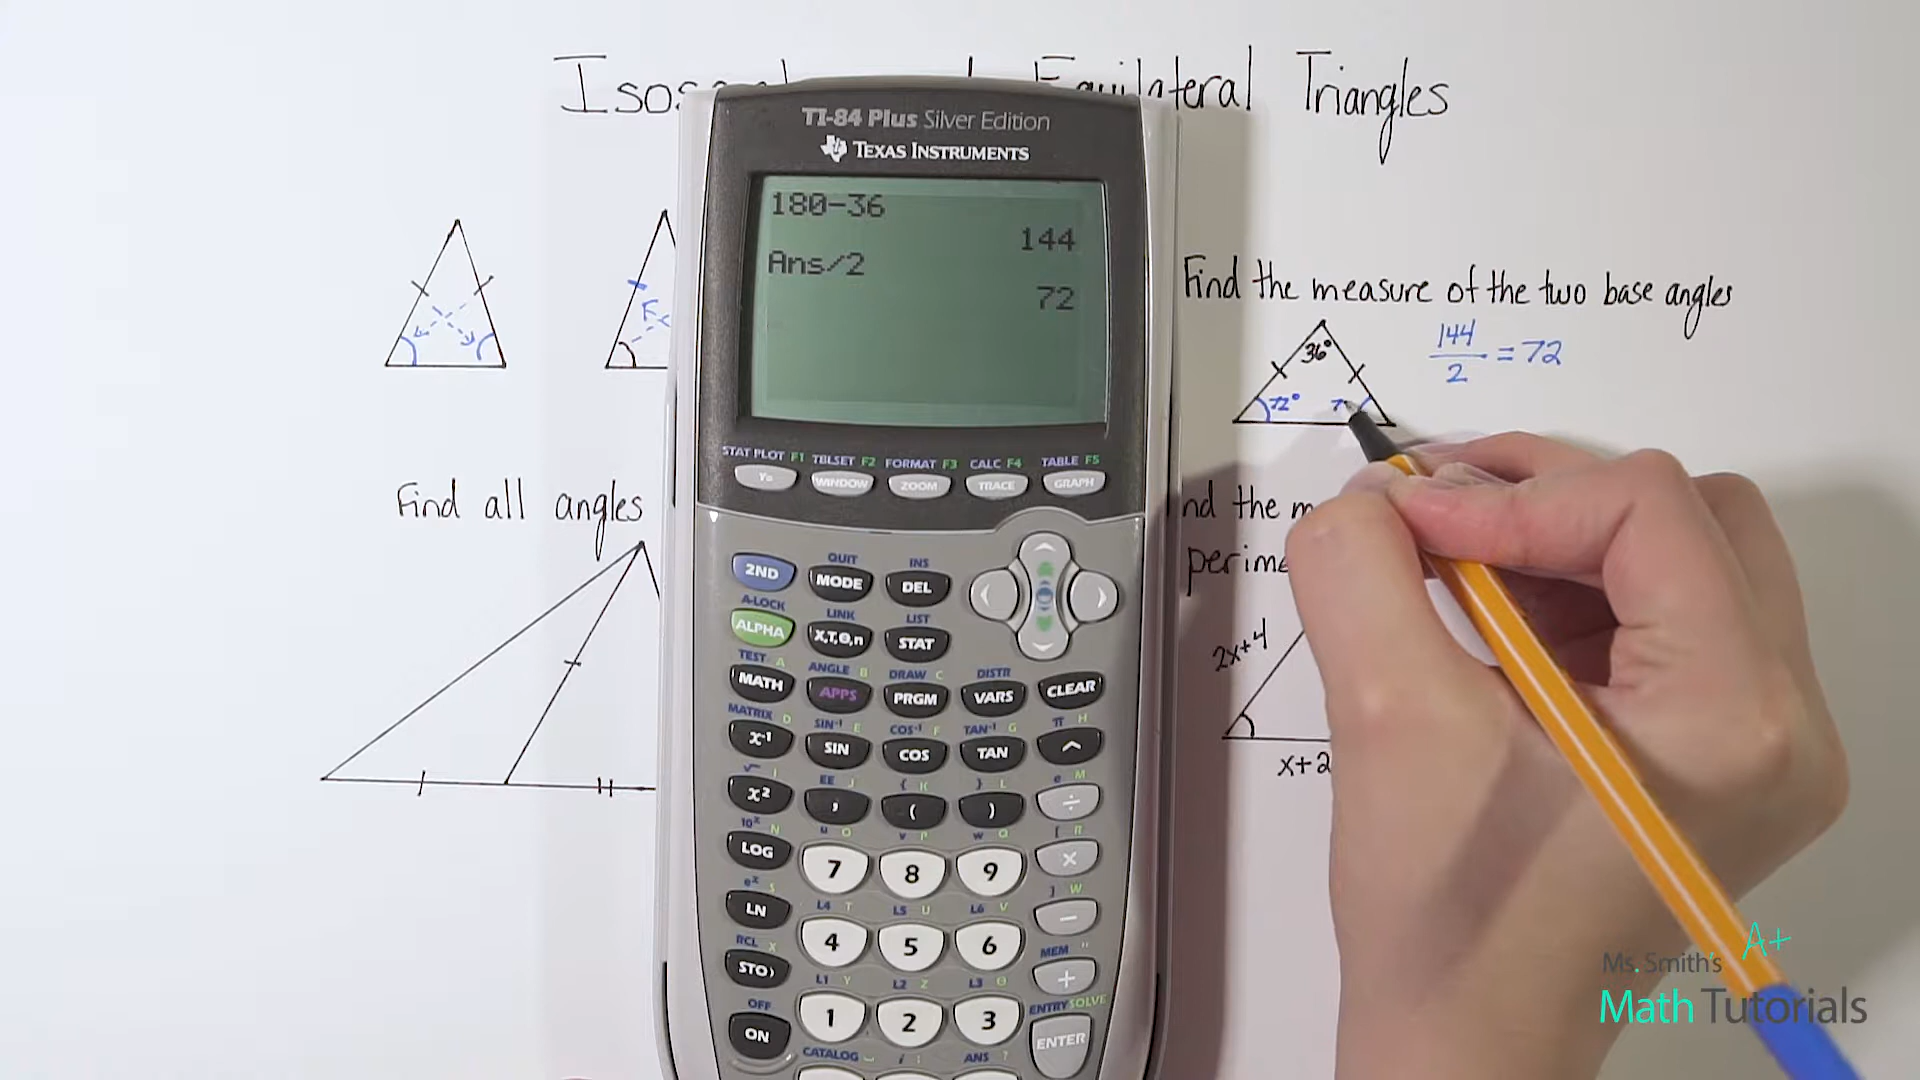 Equilateral Triangles
TI-84 Plus Silver Edition
TEXAS INSTRUMENTS
180-36
144
Ans/2
72
Find the measure of the two base angles
36°
144
2
= 72
72°
7
Find all angles
the
2x+4
x+2
STAT PLOT F1 TBLSET F2 FORMAT F3 CALC F4 TABLE F5
Y= WINDOW ZOOM TRACE GRAPH
QUIT INS
2ND MODE DEL
A-LOCK LINK LIST
ALPHA X,T,θ,n STAT
TEST A ANGLE B DRAW C DISTR
MATH APPS PRGM VARS CLEAR
MATRIX D SIN⁻¹ E COS⁻¹ F TAN⁻¹ G π H
x⁻¹ SIN COS TAN ^
√ I EE J { K } L e M
x² , ( ) ÷
10ˣ N u O v P w Q [ R
LOG 7 8 9 ×
eˣ S L4 T L5 U L6 V ] W
LN 4 5 6 −
RCL X L1 Y L2 Z L3 θ MEM "
STO› 1 2 3 +
OFF ENTRY SOLVE
ON ENTER
CATALOG i : ANS ?
Ms. Smith's A+
Math Tutorials